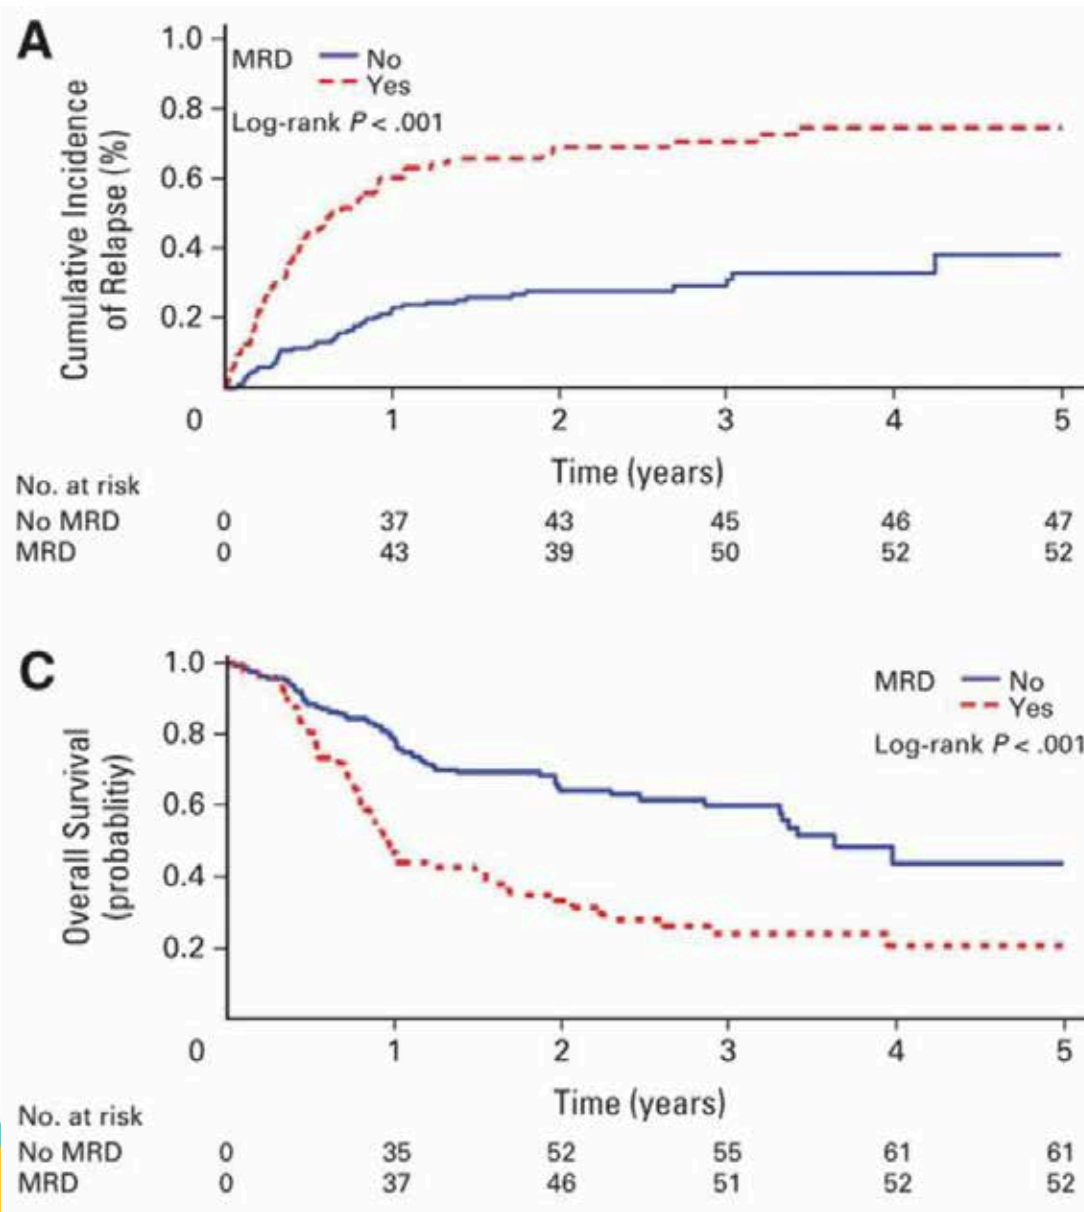 A
1.0
0.8
0.6
0.4
0.2
Cumulative Incidence
of Relapse (%)
MRD No
Yes
Log-rank P < .001
0 1 2 3 4 5
Time (years)
No. at risk
No MRD 0 37 43 45 46 47
MRD 0 43 39 50 52 52
C
1.0
0.8
0.6
0.4
0.2
Overall Survival
(probablitiy)
MRD No
Yes
Log-rank P < .001
0 1 2 3 4 5
Time (years)
No. at risk
No MRD 0 35 52 55 61 61
MRD 0 37 46 51 52 52